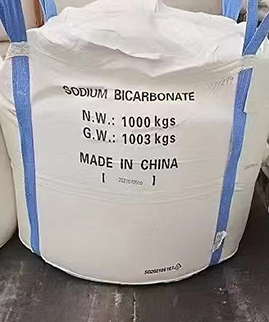 SODIUM BICARBONATE
N.W.: 1000 kgs
G.W.: 1003 kgs
MADE IN CHINA
【 】